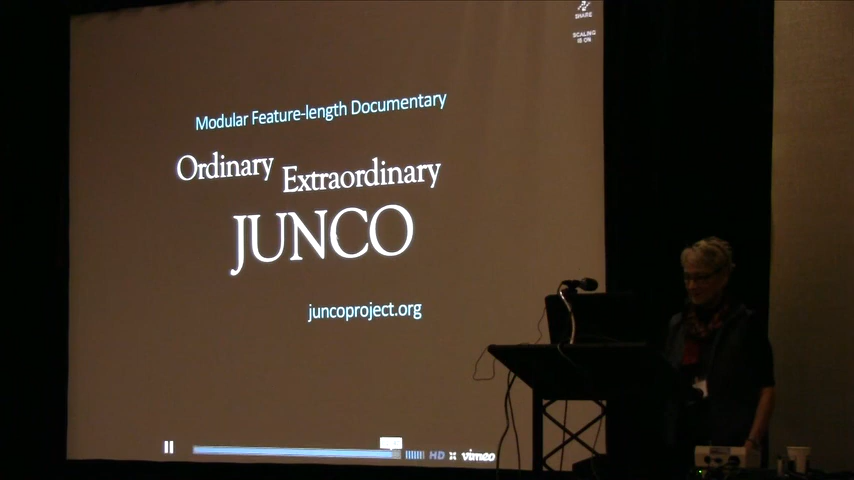 SHARE
SCALING
IS ON
Modular Feature-length Documentary
Ordinary Extraordinary
JUNCO
juncoproject.org
HD vimeo